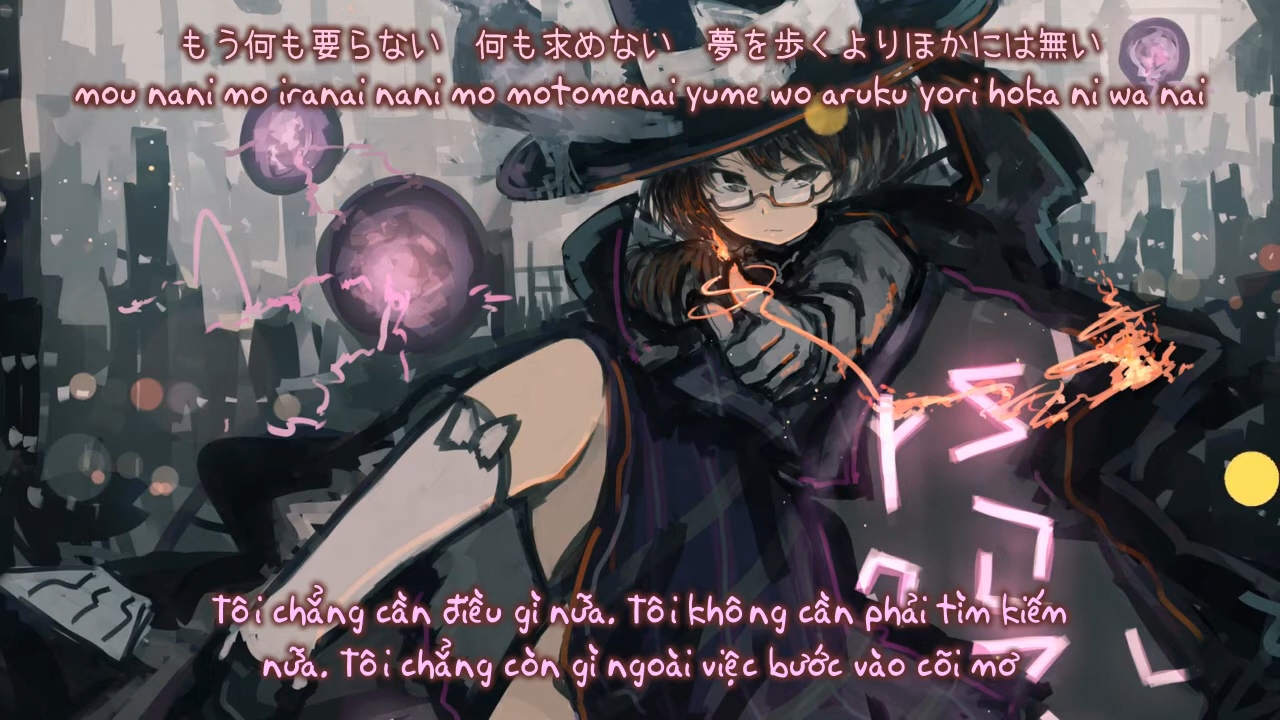 もう何も要らない　何も求めない　夢を歩くよりほかには無い
mou nani mo iranai nani mo motomenai yume wo aruku yori hoka ni wa nai
Tôi chẳng cần điều gì nữa. Tôi không cần phải tìm kiếm
nữa. Tôi chẳng còn gì ngoài việc bước vào cõi mơ